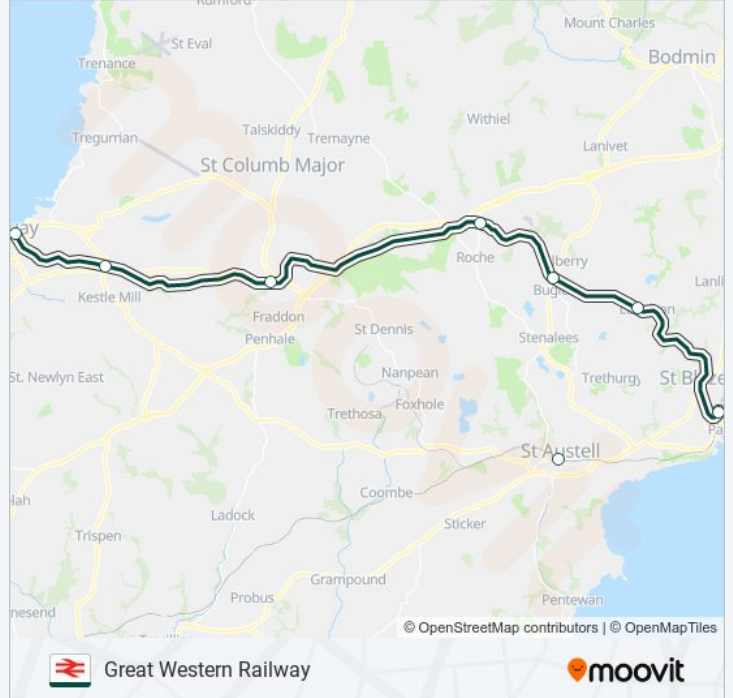 Rumford
Mount Charles
St Eval
Bodmin
Trenance
Withiel
Talskiddy
Tregurrian
Tremayne
Lanivet
St Columb Major
Roche
Kestle Mill
Fraddon
St Dennis
Penhale
Stenalees
Nanpean
Trethurgy
St. Newlyn East
Foxhole
Trethosa
St Austell
Coombe
Ladock
Sticker
Trispen
Grampound
Probus
Pentewan
© OpenStreetMap contributors | © OpenMapTiles
Great Western Railway
moovit